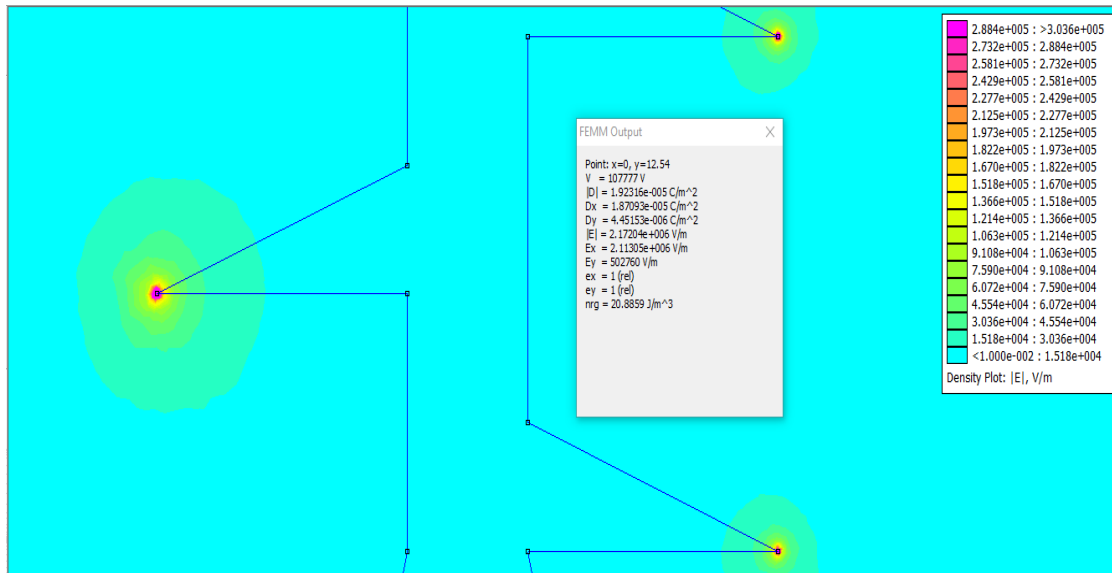 FEMM Output
X
Point: x=0, y=12.54
V = 107777 V
|D| = 1.92316e-005 C/m^2
Dx = 1.87093e-005 C/m^2
Dy = 4.45153e-006 C/m^2
|E| = 2.17204e+006 V/m
Ex = 2.11305e+006 V/m
Ey = 502760 V/m
ex = 1 (rel)
ey = 1 (rel)
nrg = 20.8859 J/m^3
2.884e+005 : >3.036e+005
2.732e+005 : 2.884e+005
2.581e+005 : 2.732e+005
2.429e+005 : 2.581e+005
2.277e+005 : 2.429e+005
2.125e+005 : 2.277e+005
1.973e+005 : 2.125e+005
1.822e+005 : 1.973e+005
1.670e+005 : 1.822e+005
1.518e+005 : 1.670e+005
1.366e+005 : 1.518e+005
1.214e+005 : 1.366e+005
1.063e+005 : 1.214e+005
9.108e+004 : 1.063e+005
7.590e+004 : 9.108e+004
6.072e+004 : 7.590e+004
4.554e+004 : 6.072e+004
3.036e+004 : 4.554e+004
1.518e+004 : 3.036e+004
<1.000e-002 : 1.518e+004
Density Plot: |E|, V/m